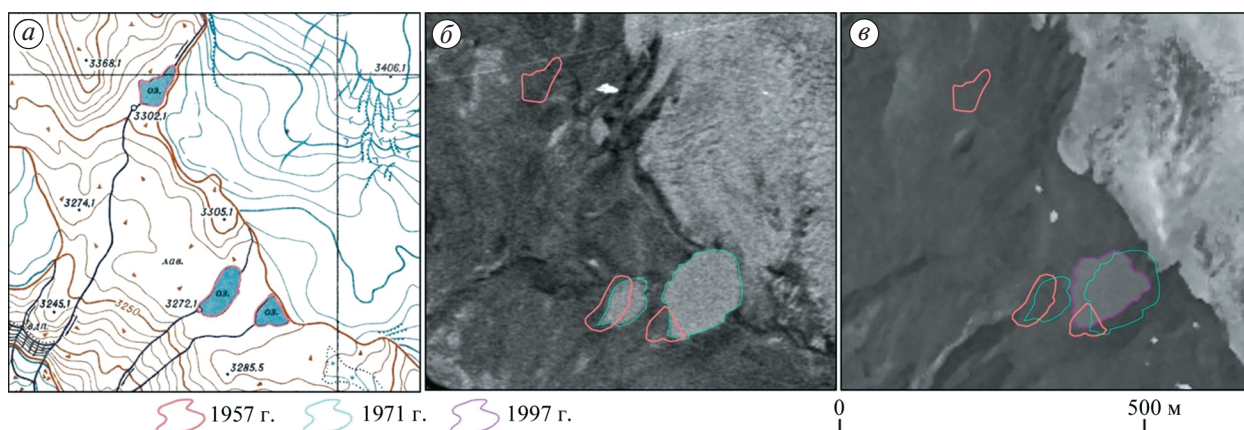 а
б
в
3368.1
3406.1
оз.
3302.1
3274.1
3305.1
лав.
оз.
3272.1
оз.
3245.1
3250
вдп.
3285.5
1957 г.
1971 г.
1997 г.
0
500 м